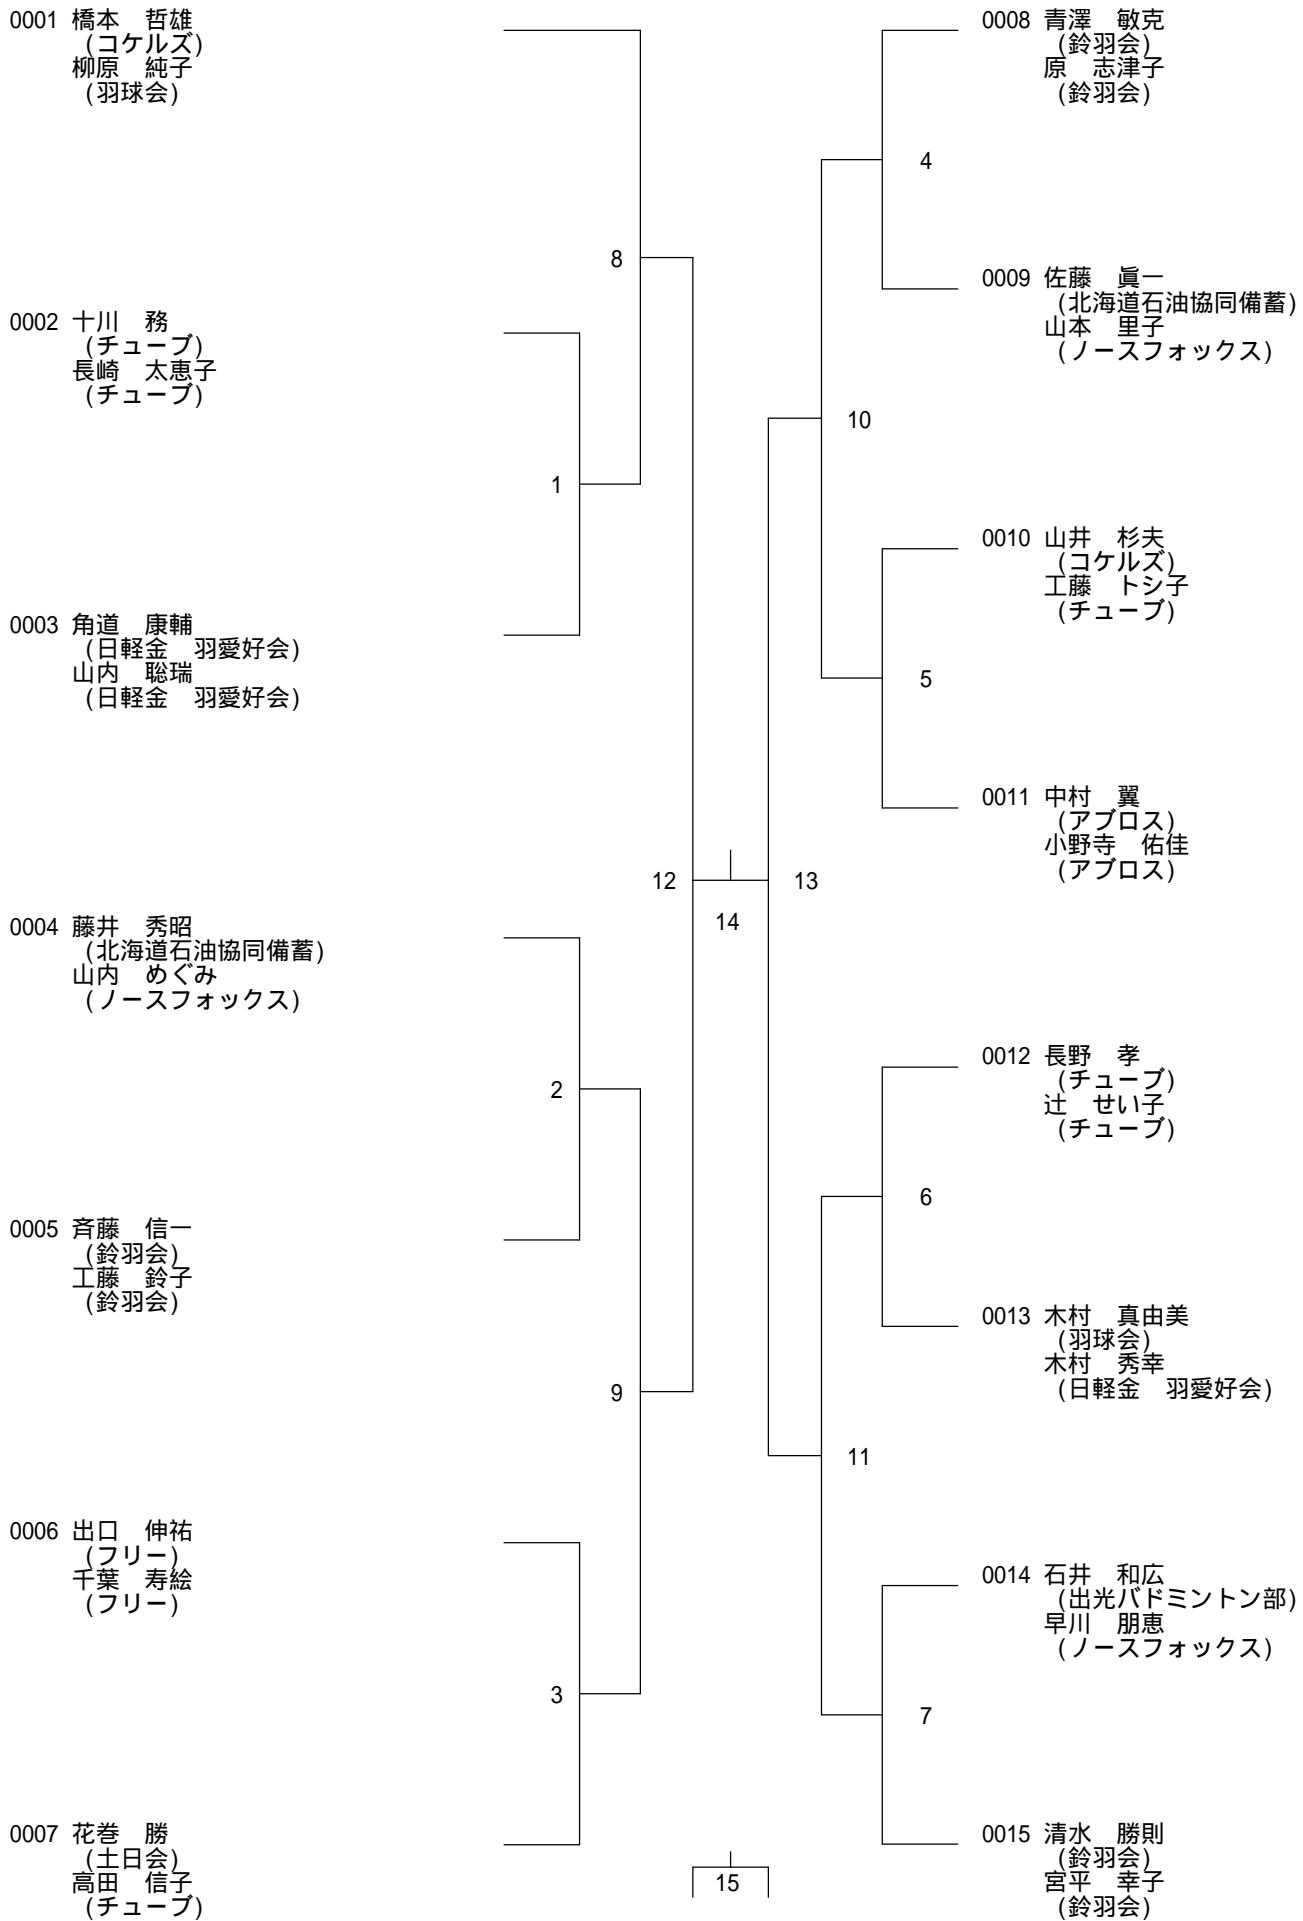 0001 橋本　哲雄
(コケルズ)
柳原　純子
(羽球会)
8
0002 十川　務
(チューブ)
長崎　太恵子
(チューブ)
1
0003 角道　康輔
(日軽金　羽愛好会)
山内　聡瑞
(日軽金　羽愛好会)
12
14
13
0004 藤井　秀昭
(北海道石油協同備蓄)
山内　めぐみ
(ノースフォックス)
2
0005 斉藤　信一
(鈴羽会)
工藤　鈴子
(鈴羽会)
9
0006 出口　伸祐
(フリー)
千葉　寿絵
(フリー)
3
0007 花巻　勝
(土日会)
高田　信子
(チューブ)
15
0008 青澤　敏克
(鈴羽会)
原　志津子
(鈴羽会)
4
0009 佐藤　眞一
(北海道石油協同備蓄)
山本　里子
(ノースフォックス)
10
0010 山井　杉夫
(コケルズ)
工藤　トシ子
(チューブ)
5
0011 中村　翼
(アブロス)
小野寺　佑佳
(アブロス)
0012 長野　孝
(チューブ)
辻　せい子
(チューブ)
6
0013 木村　真由美
(羽球会)
木村　秀幸
(日軽金　羽愛好会)
11
0014 石井　和広
(出光バドミントン部)
早川　朋恵
(ノースフォックス)
7
0015 清水　勝則
(鈴羽会)
宮平　幸子
(鈴羽会)